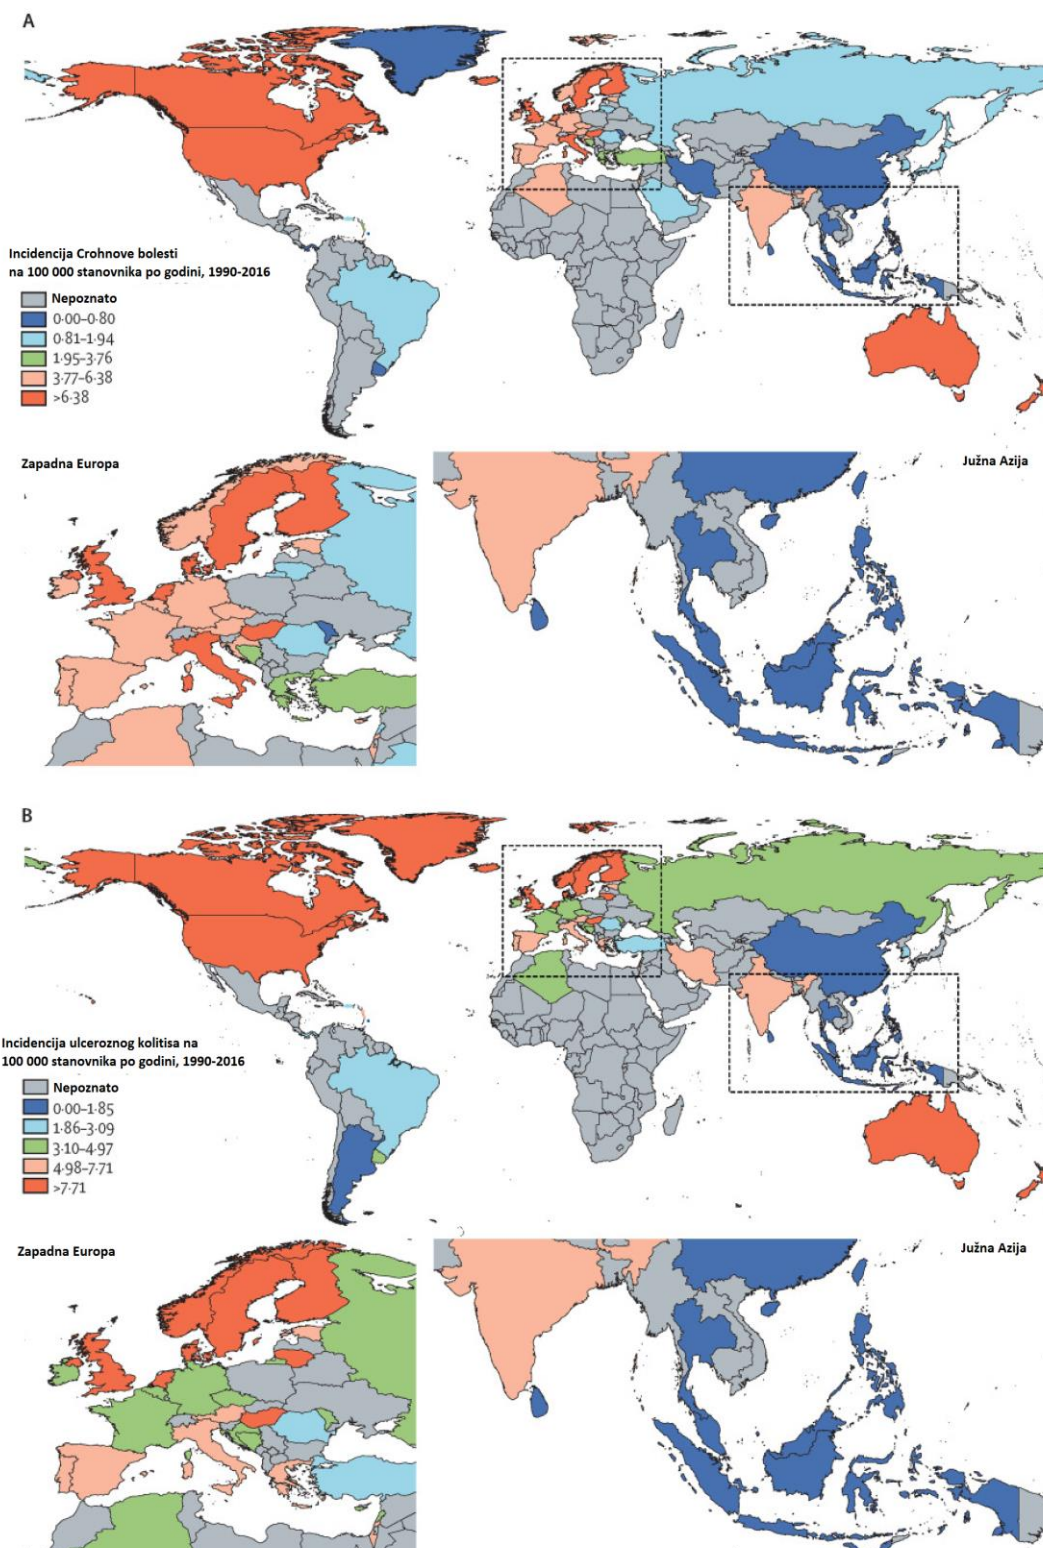 A
Incidencija Crohnove bolesti
na 100 000 stanovnika po godini, 1990-2016
Nepoznato
0·00–0·80
0·81–1·94
1·95–3·76
3·77–6·38
>6·38
Zapadna Europa
Južna Azija
B
Incidencija ulceroznog kolitisa na
100 000 stanovnika po godini, 1990-2016
Nepoznato
0·00–1·85
1·86–3·09
3·10–4·97
4·98–7·71
>7·71
Zapadna Europa
Južna Azija